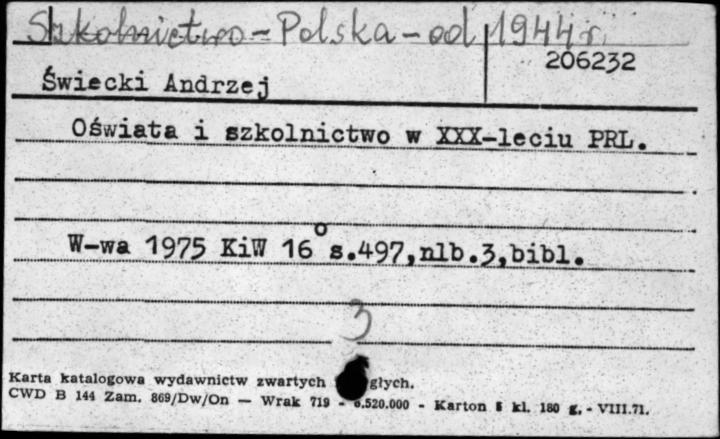 Szkolnictwo - Polska - od 1944 r.
206232
Świecki Andrzej
Oświata i szkolnictwo w XXX-leciu PRL.
W-wa 1975 KiW 16° s.497,nlb.3,bibl.
3
Karta katalogowa wydawnictw zwartych głych.
CWD B 144 Zam. 869/Dw/On — Wrak 719 - .520.000 - Karton kl. 180 g. - VIII.71.